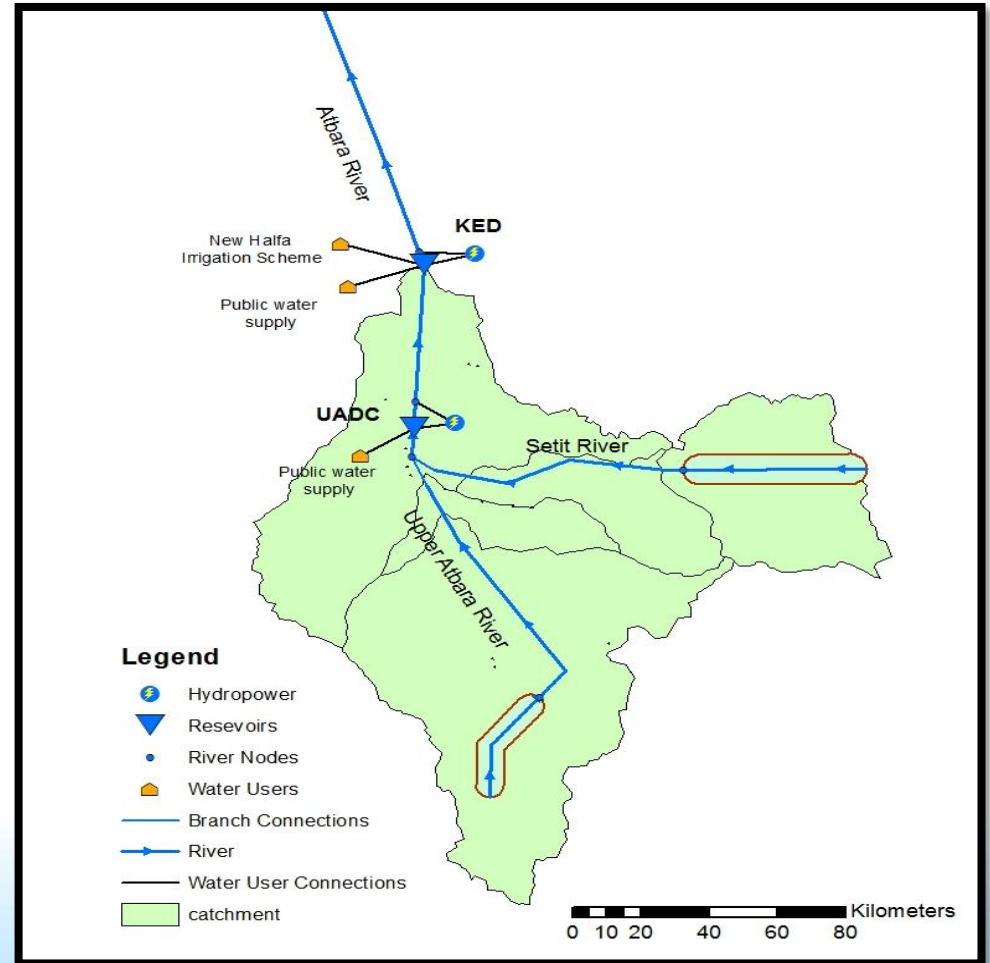 Atbara River
KED
New Halfa
Irrigation Scheme
Public water
supply
UADC
Setit River
Public water
supply
Upper Atbara River
Legend
Hydropower
Resevoirs
River Nodes
Water Users
Branch Connections
River
Water User Connections
catchment
Kilometers
0 10 20 40 60 80